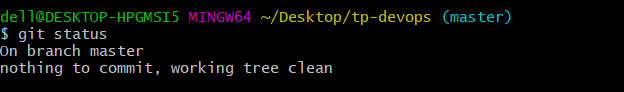 dell@DESKTOP-HPGMSI5 MINGW64 ~/Desktop/tp-devops (master)
$ git status
On branch master
nothing to commit, working tree clean